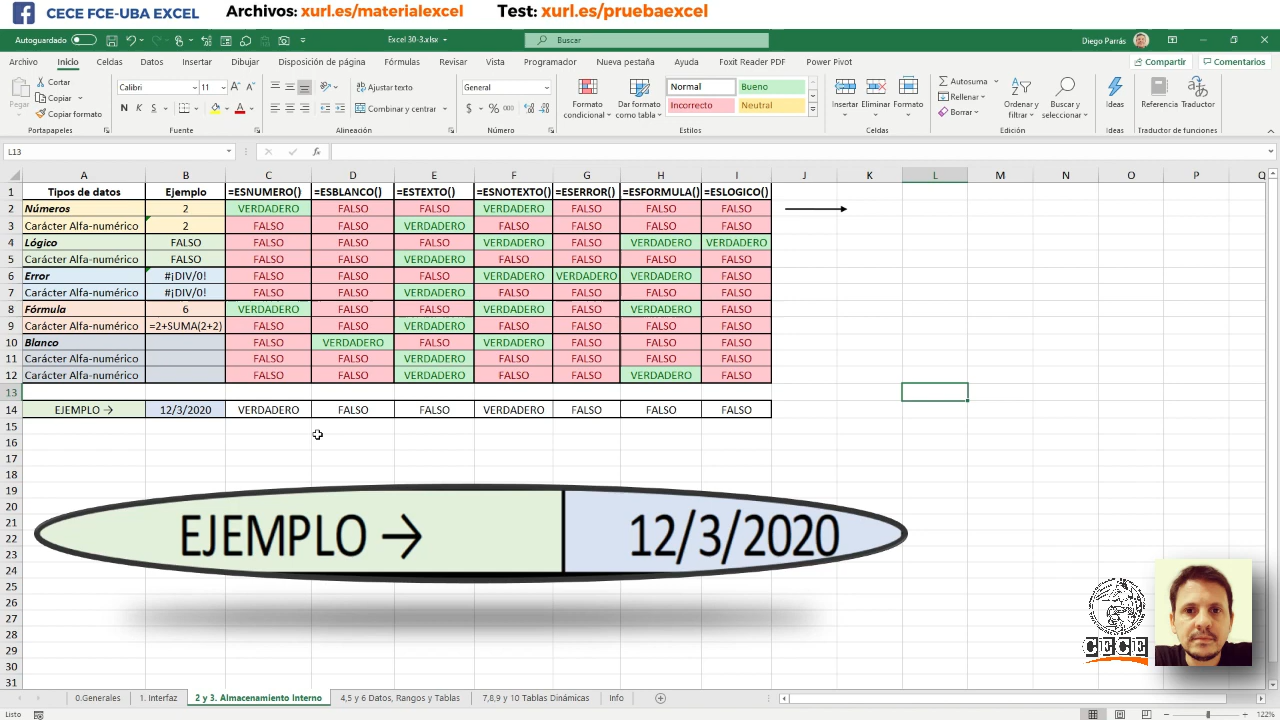 CECE FCE-UBA EXCEL Archivos: xurl.es/materialexcel Test: xurl.es/pruebaexcel
Autoguardado Excel 30-3.xlsx Buscar Diego Parrás
Archivo Inicio Celdas Datos Insertar Dibujar Disposición de página Fórmulas Revisar Vista Programador Nueva pestaña Ayuda Foxit Reader PDF Power Pivot Compartir Comentarios
Pegar Cortar Copiar Copiar formato Portapapeles
Calibri 11 N K S Fuente
Ajustar texto Combinar y centrar Alineación
General $ % 000 Número
Formato condicional Dar formato como tabla Normal Bueno Incorrecto Neutral Estilos
Insertar Eliminar Formato Celdas
Autosuma Rellenar Borrar Ordenar y filtrar Buscar y seleccionar Edición
Ideas Ideas
Referencia Traductor Traductor de funciones
L13 fx
A B C D E F G H I J K L M N O P Q
1 Tipos de datos Ejemplo =ESNUMERO() =ESBLANCO() =ESTEXTO() =ESNOTEXTO() =ESERROR() =ESFORMULA() =ESLOGICO()
2 Números 2 VERDADERO FALSO FALSO VERDADERO FALSO FALSO FALSO
3 Carácter Alfa-numérico 2 FALSO FALSO VERDADERO FALSO FALSO FALSO FALSO
4 Lógico FALSO FALSO FALSO FALSO VERDADERO FALSO VERDADERO VERDADERO
5 Carácter Alfa-numérico FALSO FALSO FALSO VERDADERO FALSO FALSO FALSO FALSO
6 Error #¡DIV/0! FALSO FALSO FALSO VERDADERO VERDADERO VERDADERO FALSO
7 Carácter Alfa-numérico #¡DIV/0! FALSO FALSO VERDADERO FALSO FALSO FALSO FALSO
8 Fórmula 6 VERDADERO FALSO FALSO VERDADERO FALSO VERDADERO FALSO
9 Carácter Alfa-numérico =2+SUMA(2+2) FALSO FALSO VERDADERO FALSO FALSO FALSO FALSO
10 Blanco FALSO VERDADERO FALSO VERDADERO FALSO FALSO FALSO
11 Carácter Alfa-numérico FALSO FALSO VERDADERO FALSO FALSO FALSO FALSO
12 Carácter Alfa-numérico FALSO FALSO VERDADERO FALSO FALSO VERDADERO FALSO
13
14 EJEMPLO → 12/3/2020 VERDADERO FALSO FALSO VERDADERO FALSO FALSO FALSO
15
16
17
18
19
20
21
22
23
24
25
26
27
28
29
30
31
EJEMPLO → 12/3/2020
CECE
0.Generales 1. Interfaz 2 y 3. Almacenamiento Interno 4,5 y 6 Datos, Rangos y Tablas 7,8,9 y 10 Tablas Dinámicas Info
Listo 122%